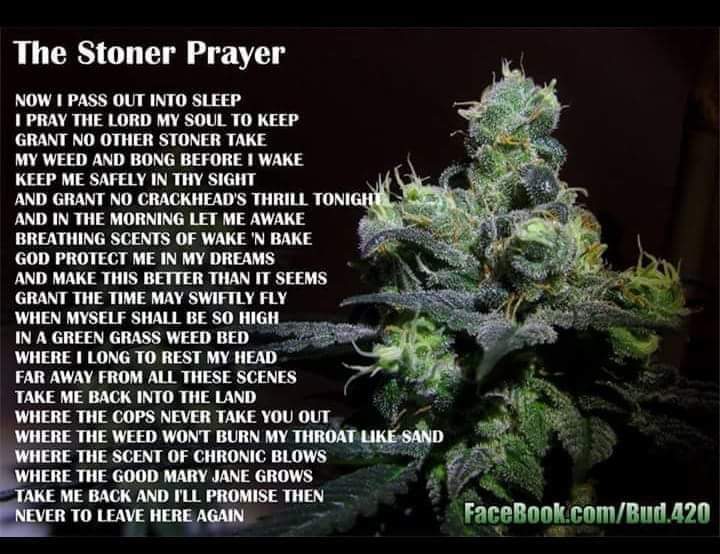 The Stoner Prayer
NOW I PASS OUT INTO SLEEP
I PRAY THE LORD MY SOUL TO KEEP
GRANT NO OTHER STONER TAKE
MY WEED AND BONG BEFORE I WAKE
KEEP ME SAFELY IN THY SIGHT
AND GRANT NO CRACKHEAD'S THRILL TONIGHT
AND IN THE MORNING LET ME AWAKE
BREATHING SCENTS OF WAKE 'N BAKE
GOD PROTECT ME IN MY DREAMS
AND MAKE THIS BETTER THAN IT SEEMS
GRANT THE TIME MAY SWIFTLY FLY
WHEN MYSELF SHALL BE SO HIGH
IN A GREEN GRASS WEED BED
WHERE I LONG TO REST MY HEAD
FAR AWAY FROM ALL THESE SCENES
TAKE ME BACK INTO THE LAND
WHERE THE COPS NEVER TAKE YOU OUT
WHERE THE WEED WON'T BURN MY THROAT LIKE SAND
WHERE THE SCENT OF CHRONIC BLOWS
WHERE THE GOOD MARY JANE GROWS
TAKE ME BACK AND I'LL PROMISE THEN
NEVER TO LEAVE HERE AGAIN
FaceBook.com/Bud.420